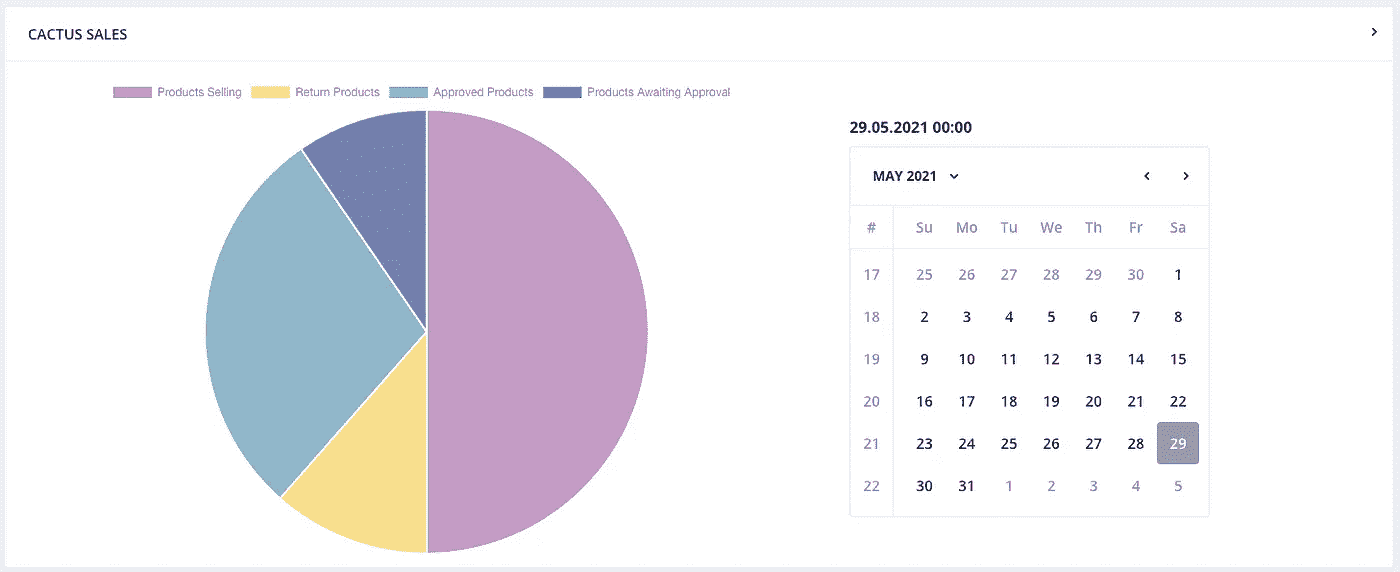 CACTUS SALES
Products Selling Return Products Approved Products Products Awaiting Approval
29.05.2021 00:00
MAY 2021
# Su Mo Tu We Th Fr Sa
17 25 26 27 28 29 30 1
18 2 3 4 5 6 7 8
19 9 10 11 12 13 14 15
20 16 17 18 19 20 21 22
21 23 24 25 26 27 28 29
22 30 31 1 2 3 4 5